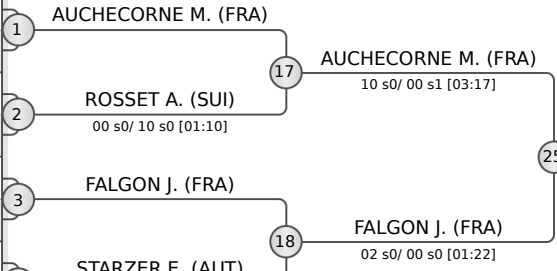 AUCHECORNE M. (FRA)
1
17
AUCHECORNE M. (FRA)
10 s0/ 00 s1 [03:17]
ROSSET A. (SUI)
2
00 s0/ 10 s0 [01:10]
25
FALGON J. (FRA)
3
18
FALGON J. (FRA)
02 s0/ 00 s0 [01:22]
STARZER F. (AUT)